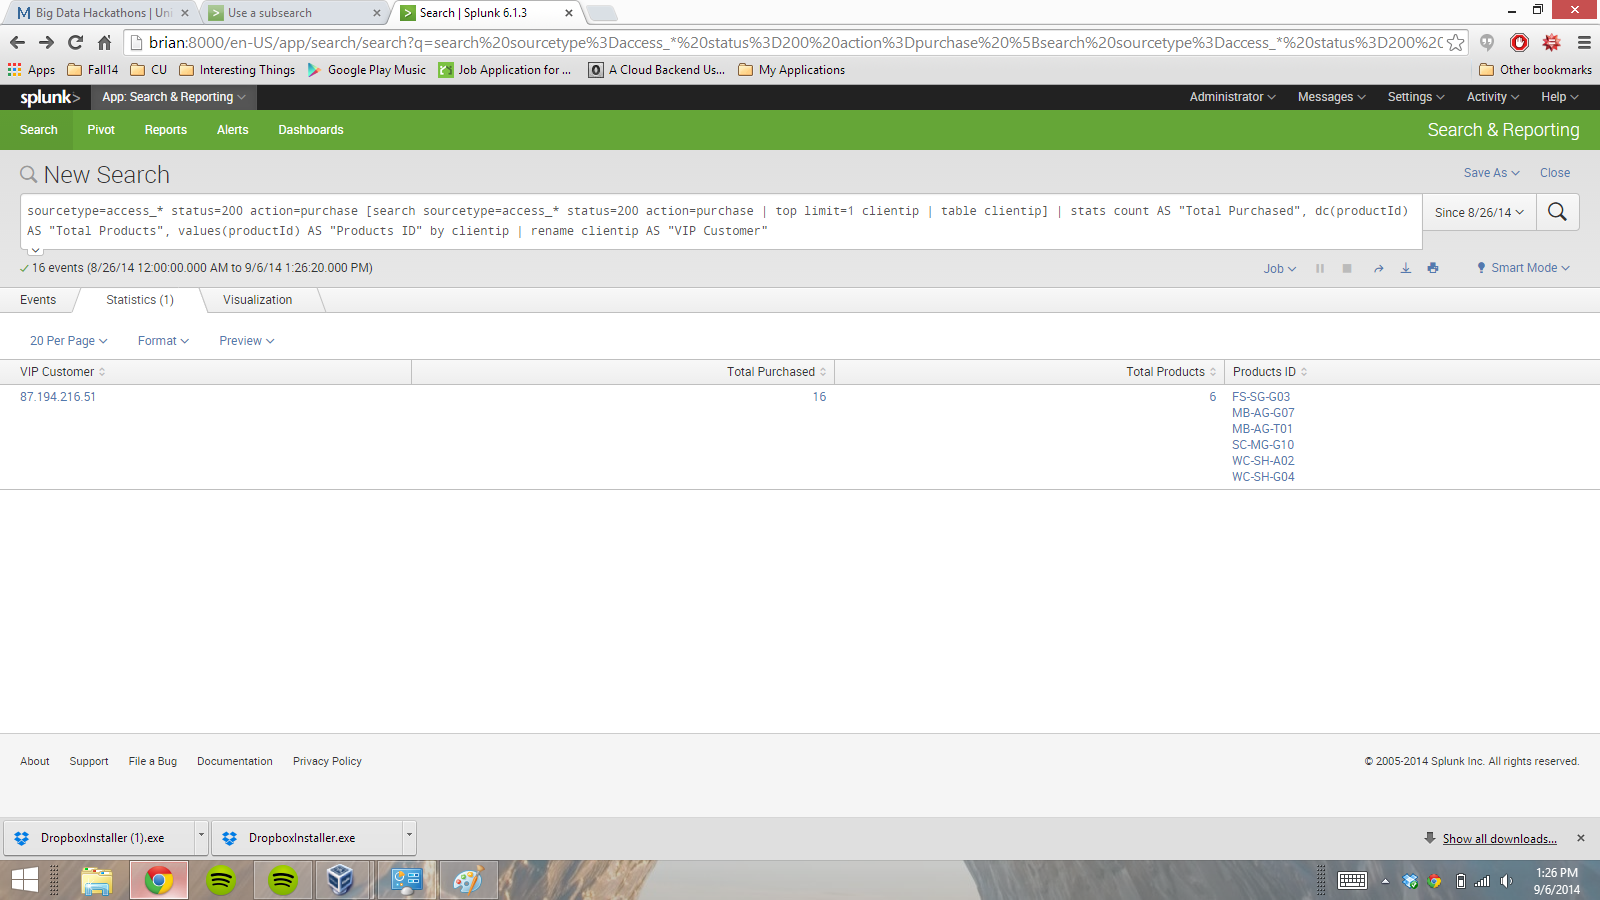 Big Data Hackathons | Uni
Use a subsearch
Search | Splunk 6.1.3
brian:8000/en-US/app/search/search?q=search%20sourcetype%3Daccess_*%20status%3D200%20action%3Dpurchase%20%5Bsearch%20sourcetype%3Daccess_*%20status%3D200%20
Apps Fall14 CU Interesting Things Google Play Music Job Application for ... A Cloud Backend Us... My Applications Other bookmarks
splunk> App: Search & Reporting Administrator Messages Settings Activity Help
Search Pivot Reports Alerts Dashboards Search & Reporting
New Search Save As Close
sourcetype=access_* status=200 action=purchase [search sourcetype=access_* status=200 action=purchase | top limit=1 clientip | table clientip] | stats count AS "Total Purchased", dc(productId)
AS "Total Products", values(productId) AS "Products ID" by clientip | rename clientip AS "VIP Customer"
Since 8/26/14
16 events (8/26/14 12:00:00.000 AM to 9/6/14 1:26:20.000 PM) Job Smart Mode
Events Statistics (1) Visualization
20 Per Page Format Preview
VIP Customer Total Purchased Total Products Products ID
87.194.216.51 16 6 FS-SG-G03
MB-AG-G07
MB-AG-T01
SC-MG-G10
WC-SH-A02
WC-SH-G04
About Support File a Bug Documentation Privacy Policy © 2005-2014 Splunk Inc. All rights reserved.
DropboxInstaller (1).exe DropboxInstaller.exe Show all downloads...
1:26 PM
9/6/2014